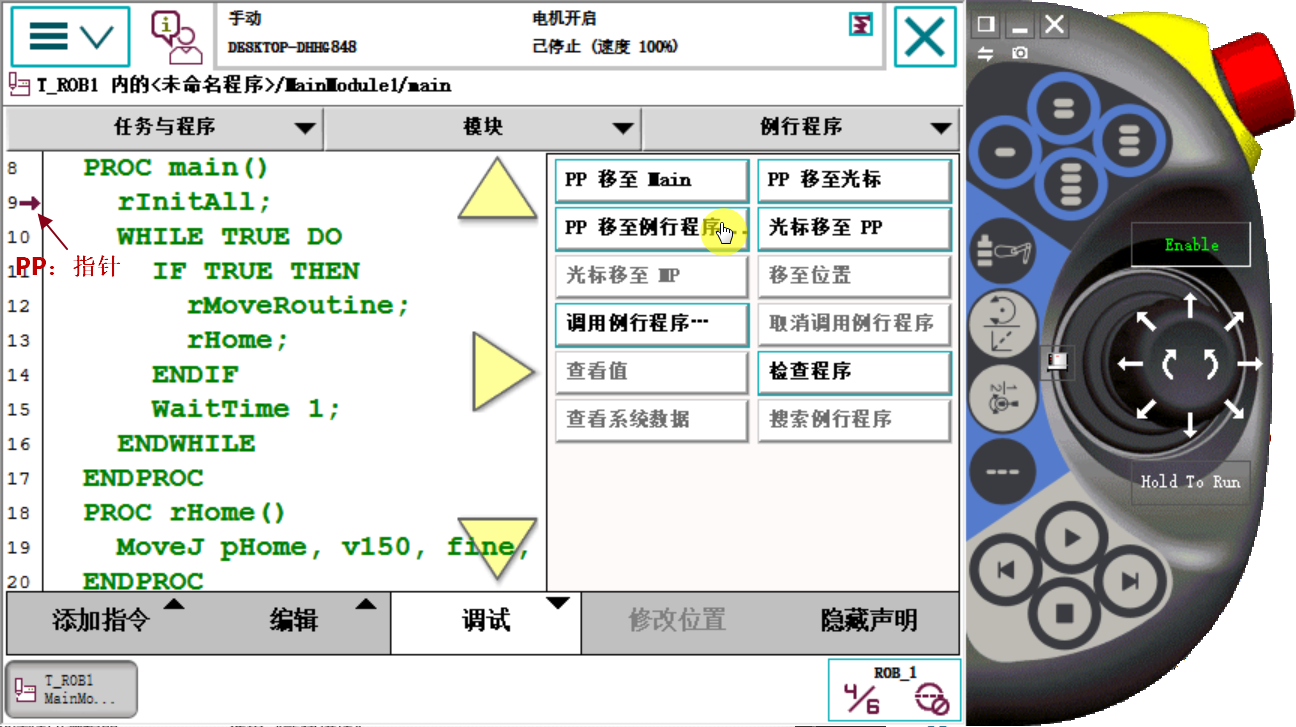 手动
电机开启
DESKTOP-DHHG848
已停止 (速度 100%)
T_ROB1 内的<未命名程序>/MainModule1/main
任务与程序
模块
例行程序
8 PROC main()
9 rInitAll;
10 WHILE TRUE DO
PP: 指针
11 IF TRUE THEN
12 rMoveRoutine;
13 rHome;
14 ENDIF
15 WaitTime 1;
16 ENDWHILE
17 ENDPROC
18 PROC rHome()
19 MoveJ pHome, v150, fine,
20 ENDPROC
PP 移至 Main
PP 移至光标
PP 移至例行程序...
光标移至 PP
光标移至 MP
移至位置
调用例行程序…
取消调用例行程序
查看值
检查程序
查看系统数据
搜索例行程序
添加指令
编辑
调试
修改位置
隐藏声明
T_ROB1
MainMo...
ROB_1
Enable
Hold To Run